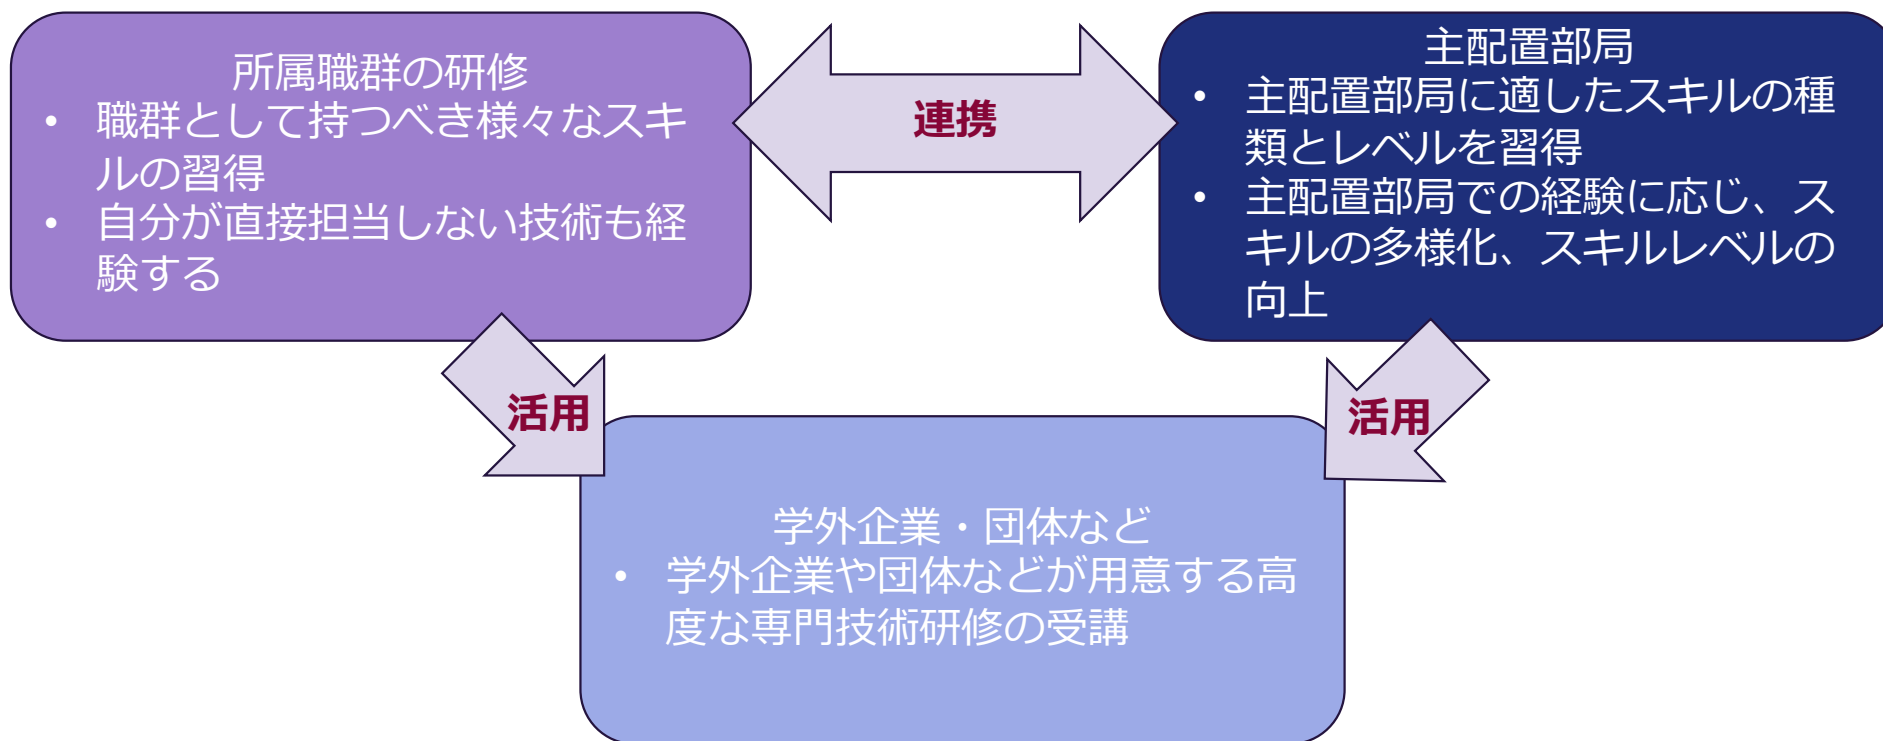 所属職群の研修
• 職群として持つべき様々なスキ
ルの習得
• 自分が直接担当しない技術も経
験する
連携
主配置部局
• 主配置部局に適したスキルの種
類とレベルを習得
• 主配置部局での経験に応じ、ス
キルの多様化、スキルレベルの
向上
活用
活用
学外企業・団体など
• 学外企業や団体などが用意する高
度な専門技術研修の受講